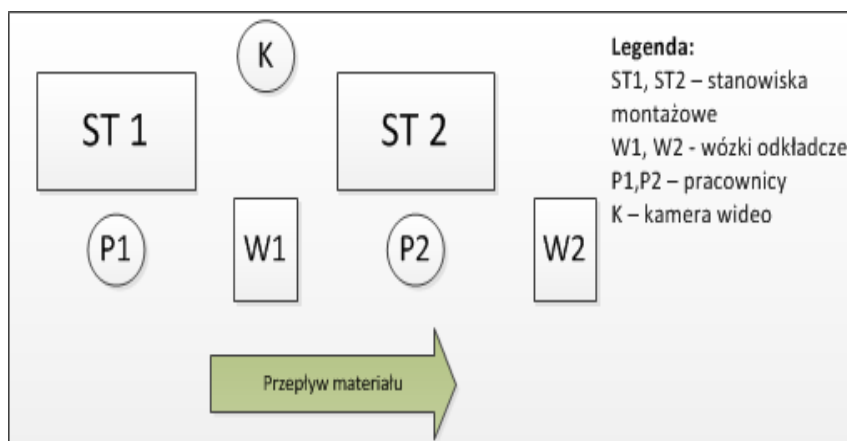 K
ST 1
ST 2
P1
W1
P2
W2
Przepływ materiału
Legenda:
ST1, ST2 – stanowiska
montażowe
W1, W2 - wózki odkładcze
P1,P2 – pracownicy
K – kamera wideo